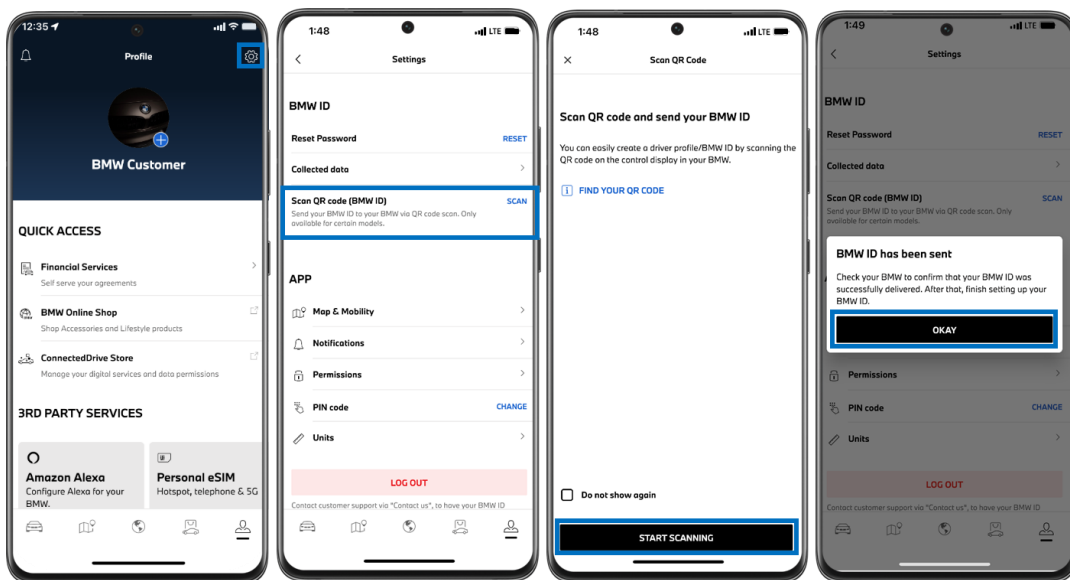 12:35
Profile
BMW Customer
QUICK ACCESS
Financial Services
Self serve your agreements
BMW Online Shop
Shop Accessories and Lifestyle products
ConnectedDrive Store
Manage your digital services and data permissions
3RD PARTY SERVICES
Amazon Alexa
Configure Alexa for your
BMW.
Personal eSIM
Hotspot, telephone & 5G
1:48
LTE
Settings
BMW ID
Reset Password
RESET
Collected data
Scan QR code (BMW ID)
SCAN
Send your BMW ID to your BMW via QR code scan. Only
available for certain models.
APP
Map & Mobility
Notifications
Permissions
PIN code
CHANGE
Units
LOG OUT
Contact customer support via "Contact us", to have your BMW ID
1:48
LTE
Scan QR Code
Scan QR code and send your BMW ID
You can easily create a driver profile/BMW ID by scanning the
QR code on the control display in your BMW.
FIND YOUR QR CODE
Do not show again
START SCANNING
1:49
LTE
Settings
BMW ID
Reset Password
RESET
Collected data
Scan QR code (BMW ID)
SCAN
Send your BMW ID to your BMW via QR code scan. Only
available for certain models.
BMW ID has been sent
Check your BMW to confirm that your BMW ID was
successfully delivered. After that, finish setting up your
BMW ID.
OKAY
Permissions
PIN code
CHANGE
Units
LOG OUT
Contact customer support via "Contact us", to have your BMW ID